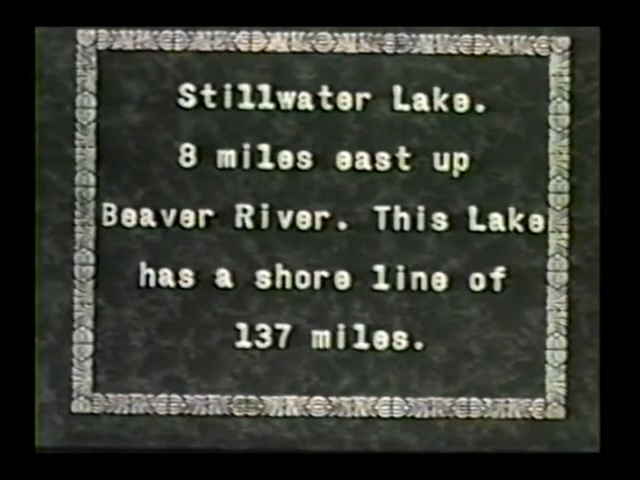 Stillwater Lake.
8 miles east up
Beaver River. This Lake
has a shore line of
137 miles.